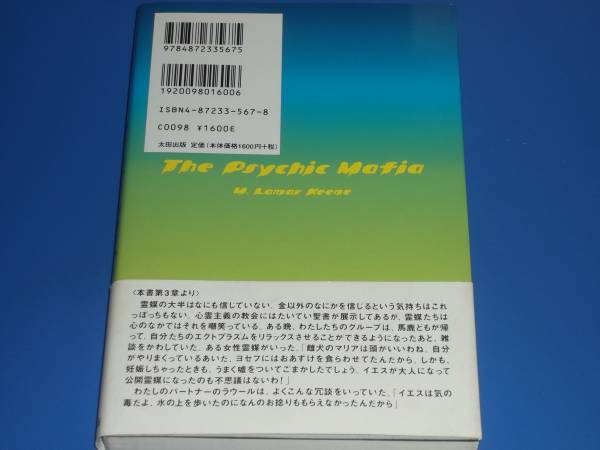 9784872335675
1920098016006
ISBN4-87233-567-8
C0098 ¥1600E
太田出版 定価(本体価格1600円+税)
The Psychic Mafia
M. Lamar Keene
〈本書第3章より〉
霊媒の大半はなにも信していない。金以外のなにかを信じるという気持ちはこれ
っぽっちもない。心霊主義の教会にはたいてい聖書が展示してあるが、霊媒たちは
心のなかではそれを嘲笑っている。ある晩、わたしたちのグループは、馬鹿どもが帰
って、自分たちのエクトプラズムをリラックスさせることができるようになったあと、雑
談をかわしていた。ある女性霊媒がいった。「雌犬のマリアは頭がいいわね。自分
がやりまくっているあいた、ヨセフにはおあずけを食らわせてたんだから。しかも、
妊娠しちゃったときも、うまく嘘をついてごまかしたでしょう。イエスが大人になって
公開霊媒になったのも不思議はないわ!」
わたしのパートナーのラウールは、よくこんな冗談をいっていた。「イエスは気の
毒だよ、水の上を歩いたのになんのお捻りももらえなかったんだから」